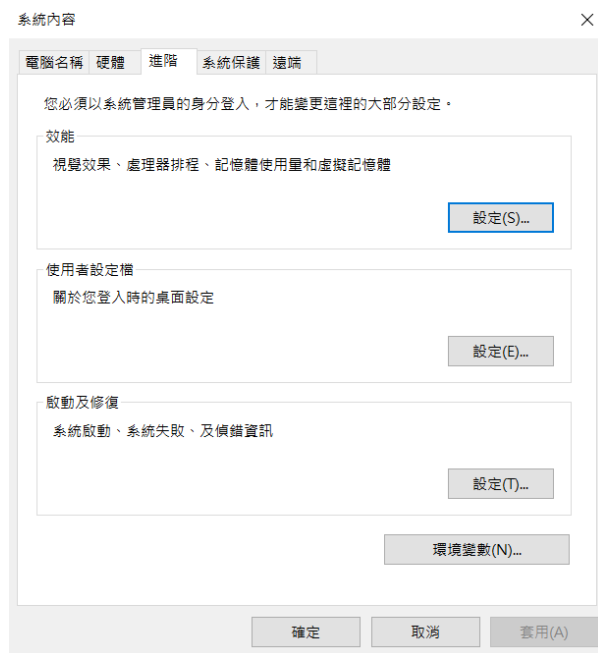 系統內容
電腦名稱 硬體 進階 系統保護 遠端
您必須以系統管理員的身分登入，才能變更這裡的大部分設定。
效能
視覺效果、處理器排程、記憶體使用量和虛擬記憶體
設定(S)...
使用者設定檔
關於您登入時的桌面設定
設定(E)...
啟動及修復
系統啟動、系統失敗、及偵錯資訊
設定(T)...
環境變數(N)...
確定 取消 套用(A)